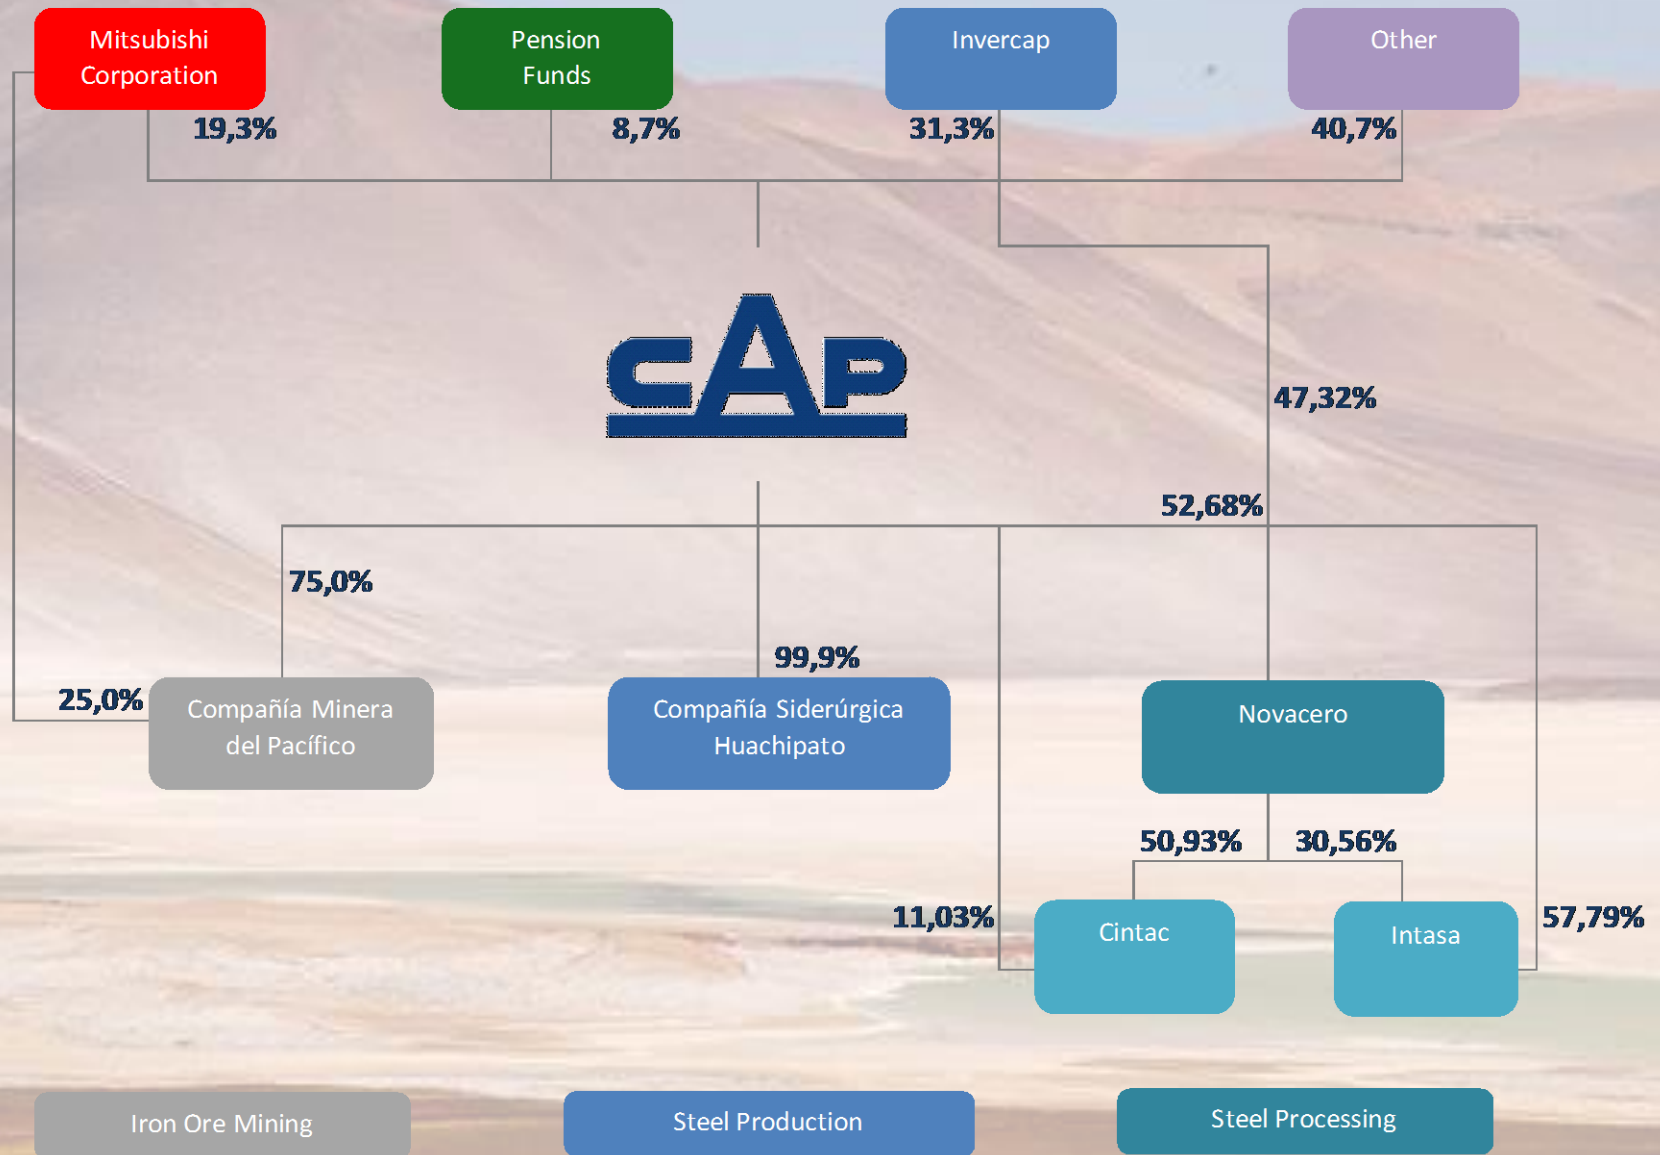 Mitsubishi
Corporation
Pension
Funds
Invercap
Other
19,3%
8,7%
31,3%
40,7%
CAP
47,32%
52,68%
75,0%
99,9%
25,0%
Compañía Minera
del Pacífico
Compañía Siderúrgica
Huachipato
Novacero
50,93%
30,56%
11,03%
Cintac
Intasa
57,79%
Iron Ore Mining
Steel Production
Steel Processing